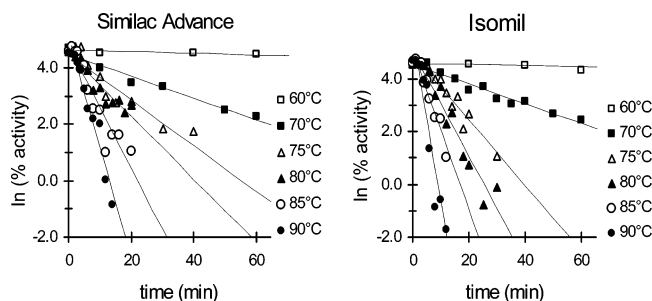 Similac Advance
ln (% activity)
4.0
2.0
0.0
-2.0
0
20
40
60
time (min)
60°C
70°C
75°C
80°C
85°C
90°C
Isomil
ln (% activity)
4.0
2.0
0.0
-2.0
0
20
40
60
time (min)
60°C
70°C
75°C
80°C
85°C
90°C